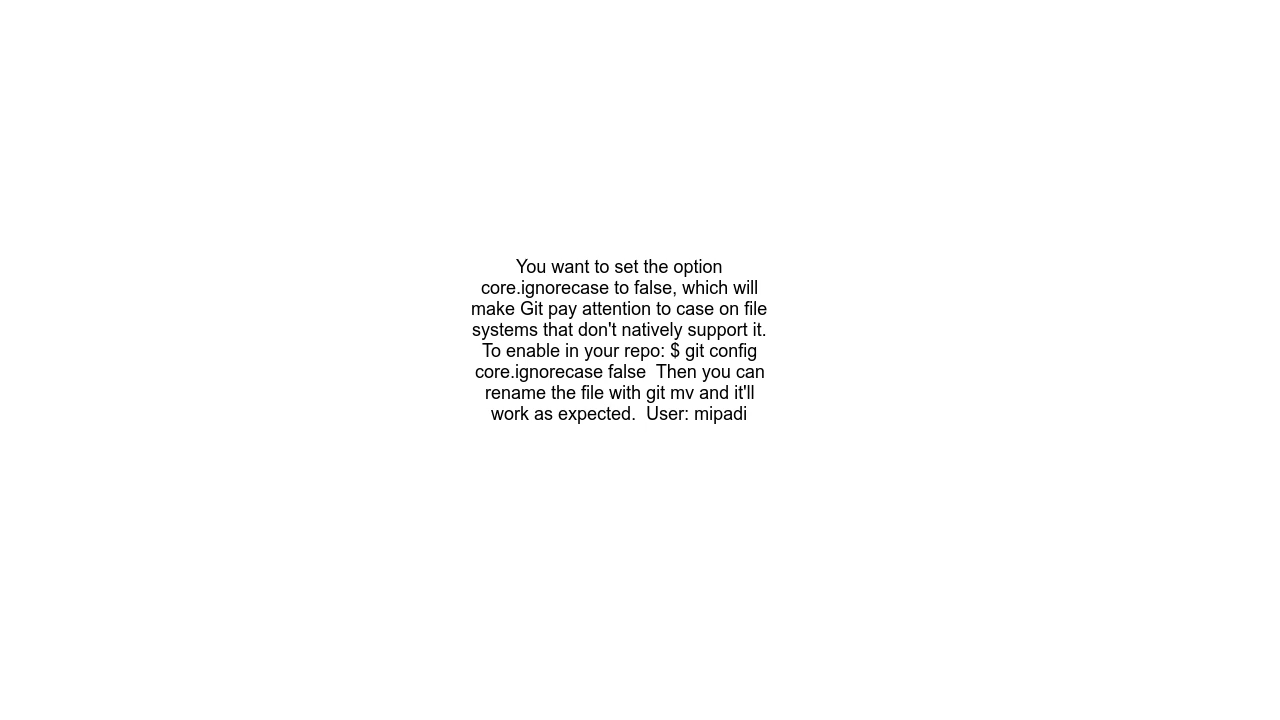 You want to set the option
core.ignorecase to false, which will
make Git pay attention to case on file
systems that don't natively support it.
To enable in your repo: $ git config
core.ignorecase false  Then you can
rename the file with git mv and it'll
work as expected.  User: mipadi